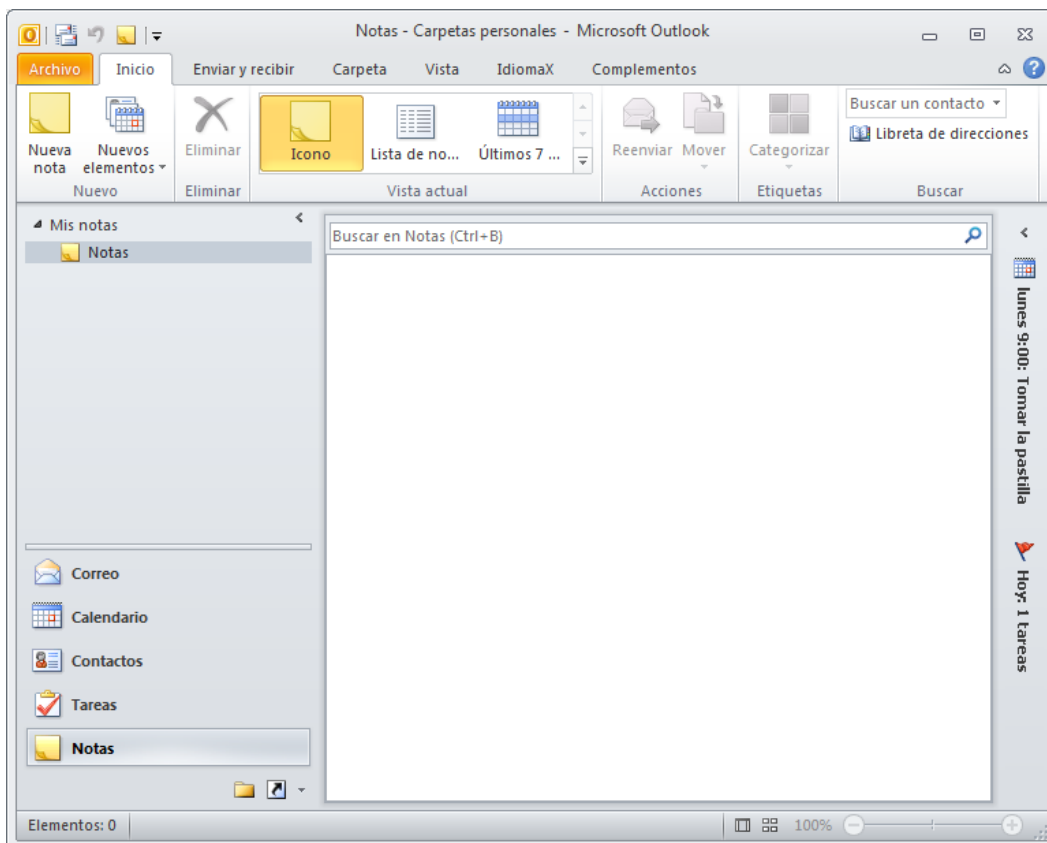 Notas - Carpetas personales - Microsoft Outlook
Archivo Inicio Enviar y recibir Carpeta Vista IdiomaX Complementos
Nueva nota
Nuevos elementos
Nuevo
Eliminar
Eliminar
Icono
Lista de no...
Últimos 7 ...
Vista actual
Reenviar
Mover
Acciones
Categorizar
Etiquetas
Buscar un contacto
Libreta de direcciones
Buscar
Mis notas
Notas
Buscar en Notas (Ctrl+B)
lunes 9:00: Tomar la pastilla
Hoy: 1 tareas
Correo
Calendario
Contactos
Tareas
Notas
Elementos: 0
100%